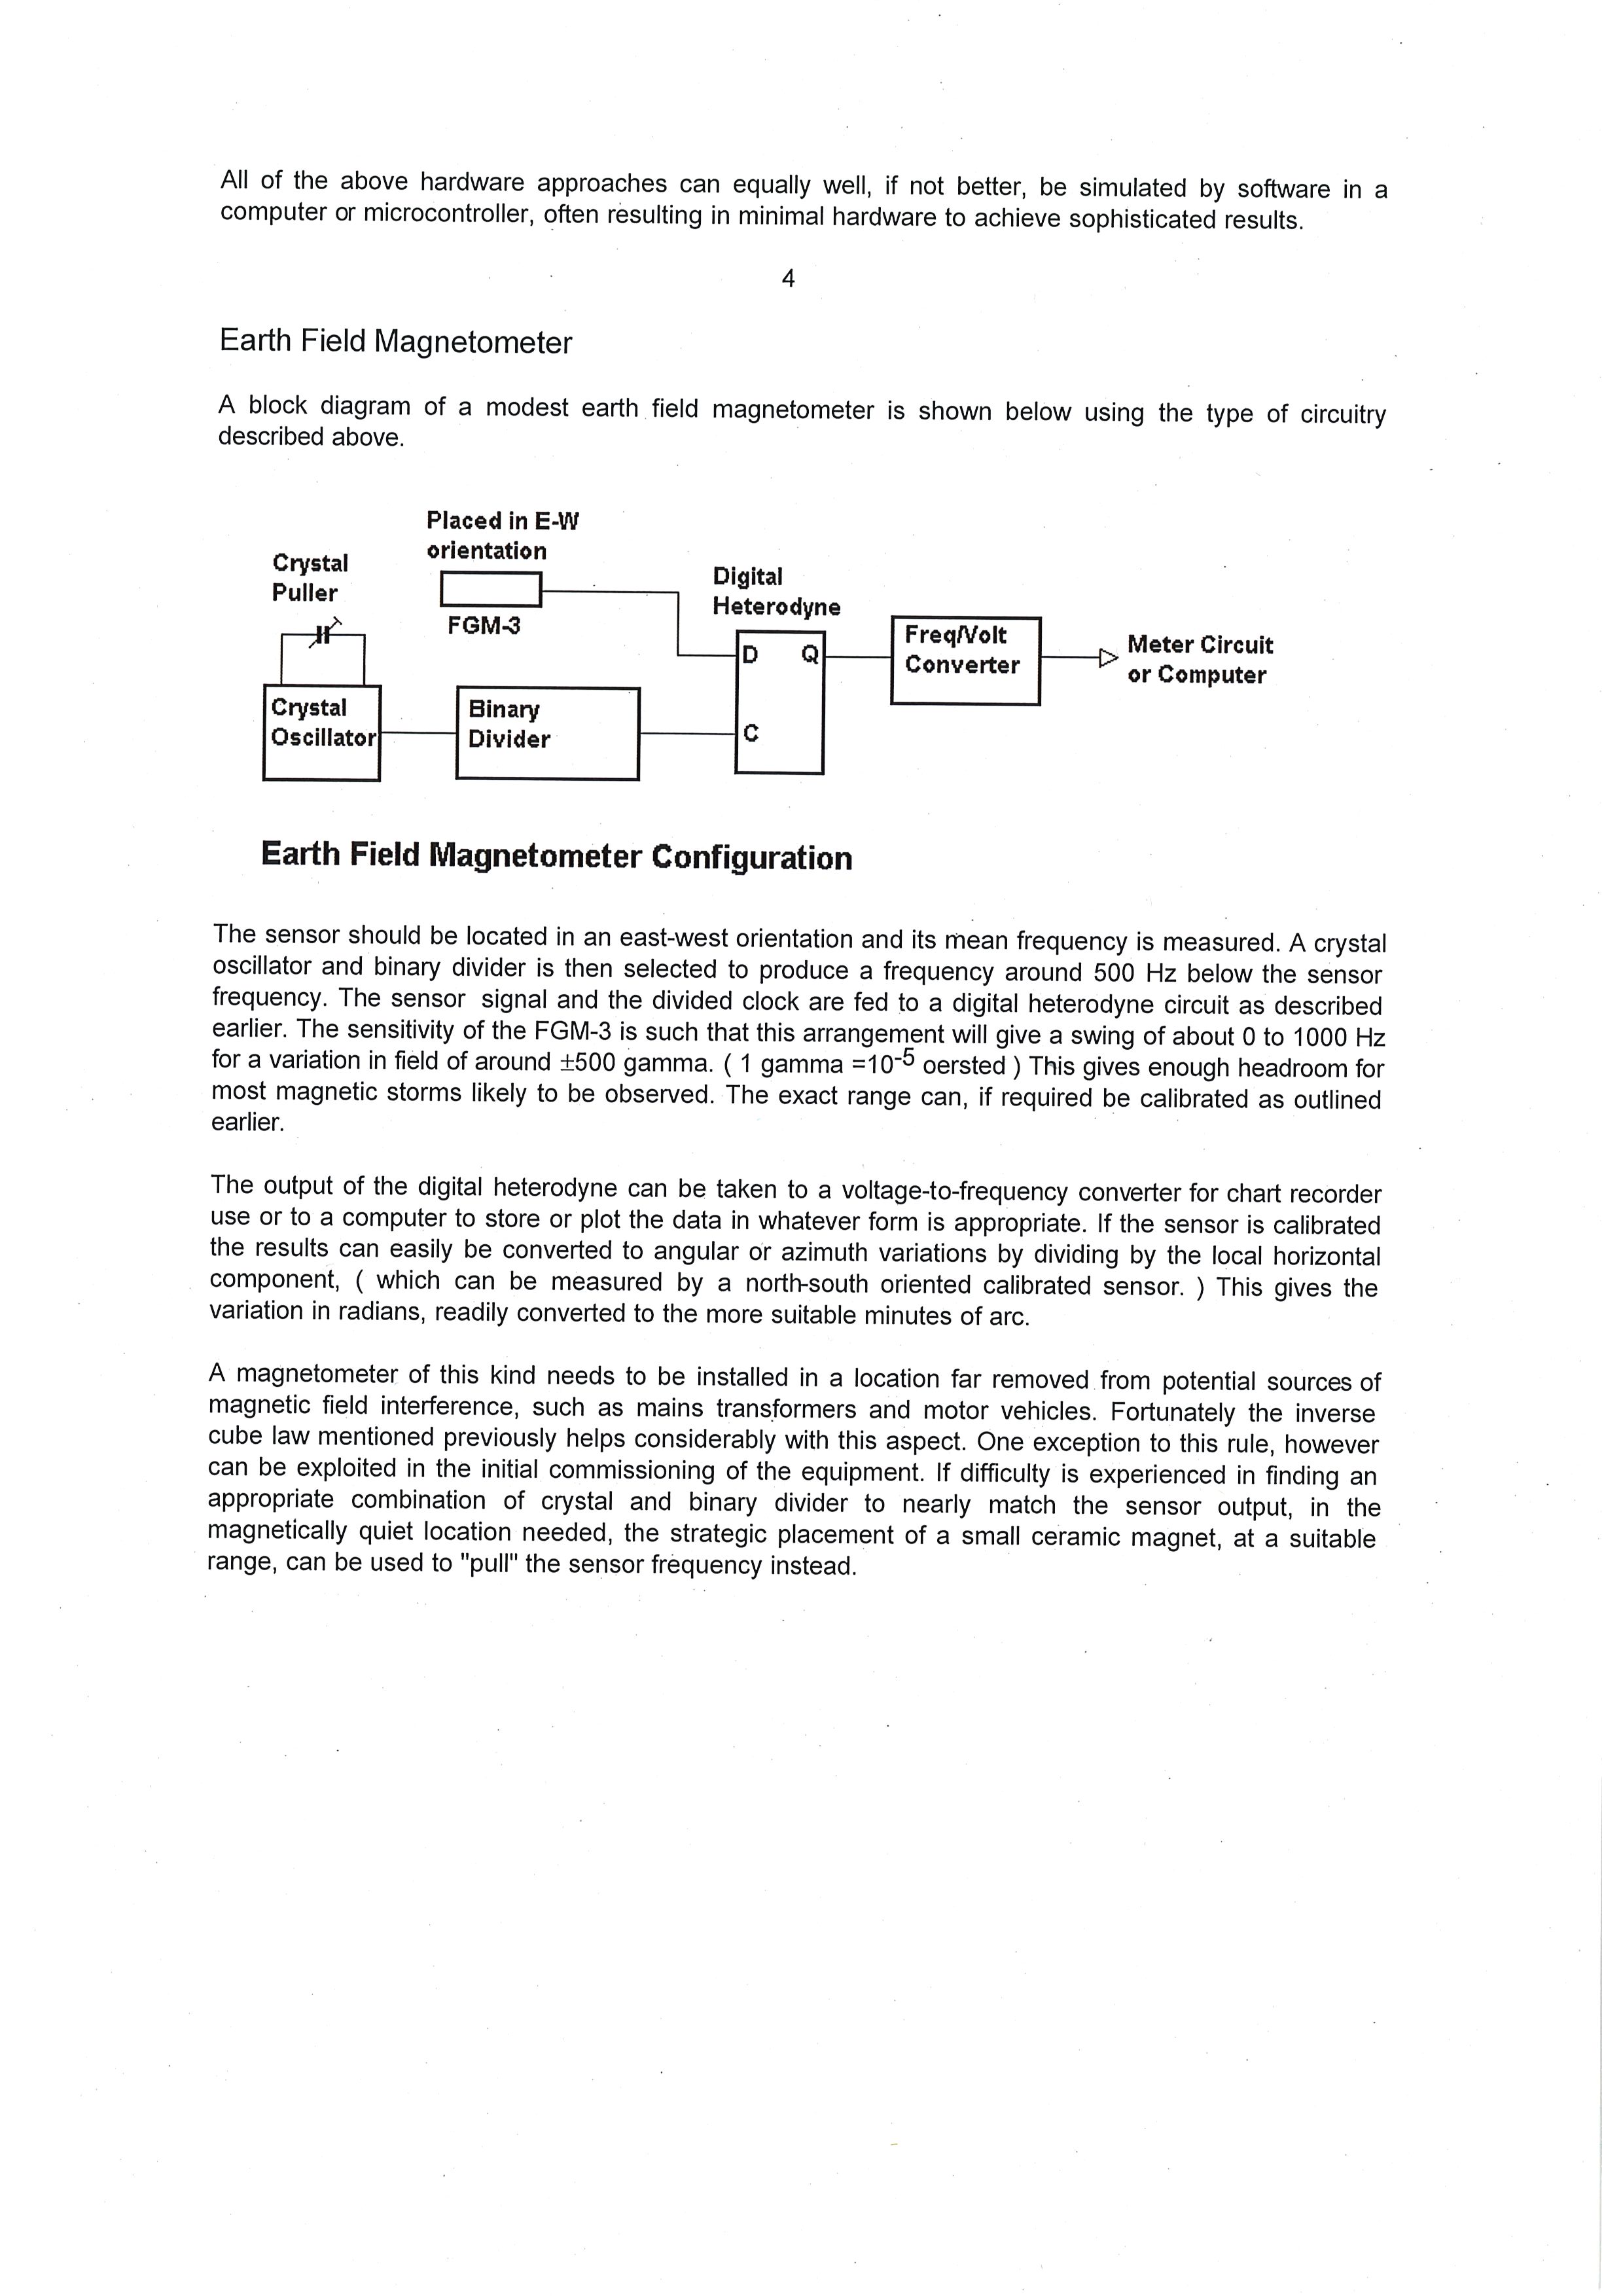 All of the above hardware approaches can equally well, if not better, be simulated by software in a
computer or microcontroller, often resulting in minimal hardware to achieve sophisticated results.
4
Earth Field Magnetometer
A block diagram of a modest earth field magnetometer is shown below using the type of circuitry
described above.
Placed in E-W
orientation
Crystal
Puller
FGM-3
Digital
Heterodyne
D Q
C
Freq/Volt
Converter
Meter Circuit
or Computer
Crystal
Oscillator
Binary
Divider
Earth Field Magnetometer Configuration
The sensor should be located in an east-west orientation and its mean frequency is measured. A crystal
oscillator and binary divider is then selected to produce a frequency around 500 Hz below the sensor
frequency. The sensor signal and the divided clock are fed to a digital heterodyne circuit as described
earlier. The sensitivity of the FGM-3 is such that this arrangement will give a swing of about 0 to 1000 Hz
for a variation in field of around ±500 gamma. ( 1 gamma =10⁻⁵ oersted ) This gives enough headroom for
most magnetic storms likely to be observed. The exact range can, if required be calibrated as outlined
earlier.
The output of the digital heterodyne can be taken to a voltage-to-frequency converter for chart recorder
use or to a computer to store or plot the data in whatever form is appropriate. If the sensor is calibrated
the results can easily be converted to angular or azimuth variations by dividing by the local horizontal
component, ( which can be measured by a north-south oriented calibrated sensor. ) This gives the
variation in radians, readily converted to the more suitable minutes of arc.
A magnetometer of this kind needs to be installed in a location far removed from potential sources of
magnetic field interference, such as mains transformers and motor vehicles. Fortunately the inverse
cube law mentioned previously helps considerably with this aspect. One exception to this rule, however
can be exploited in the initial commissioning of the equipment. If difficulty is experienced in finding an
appropriate combination of crystal and binary divider to nearly match the sensor output, in the
magnetically quiet location needed, the strategic placement of a small ceramic magnet, at a suitable
range, can be used to "pull" the sensor frequency instead.